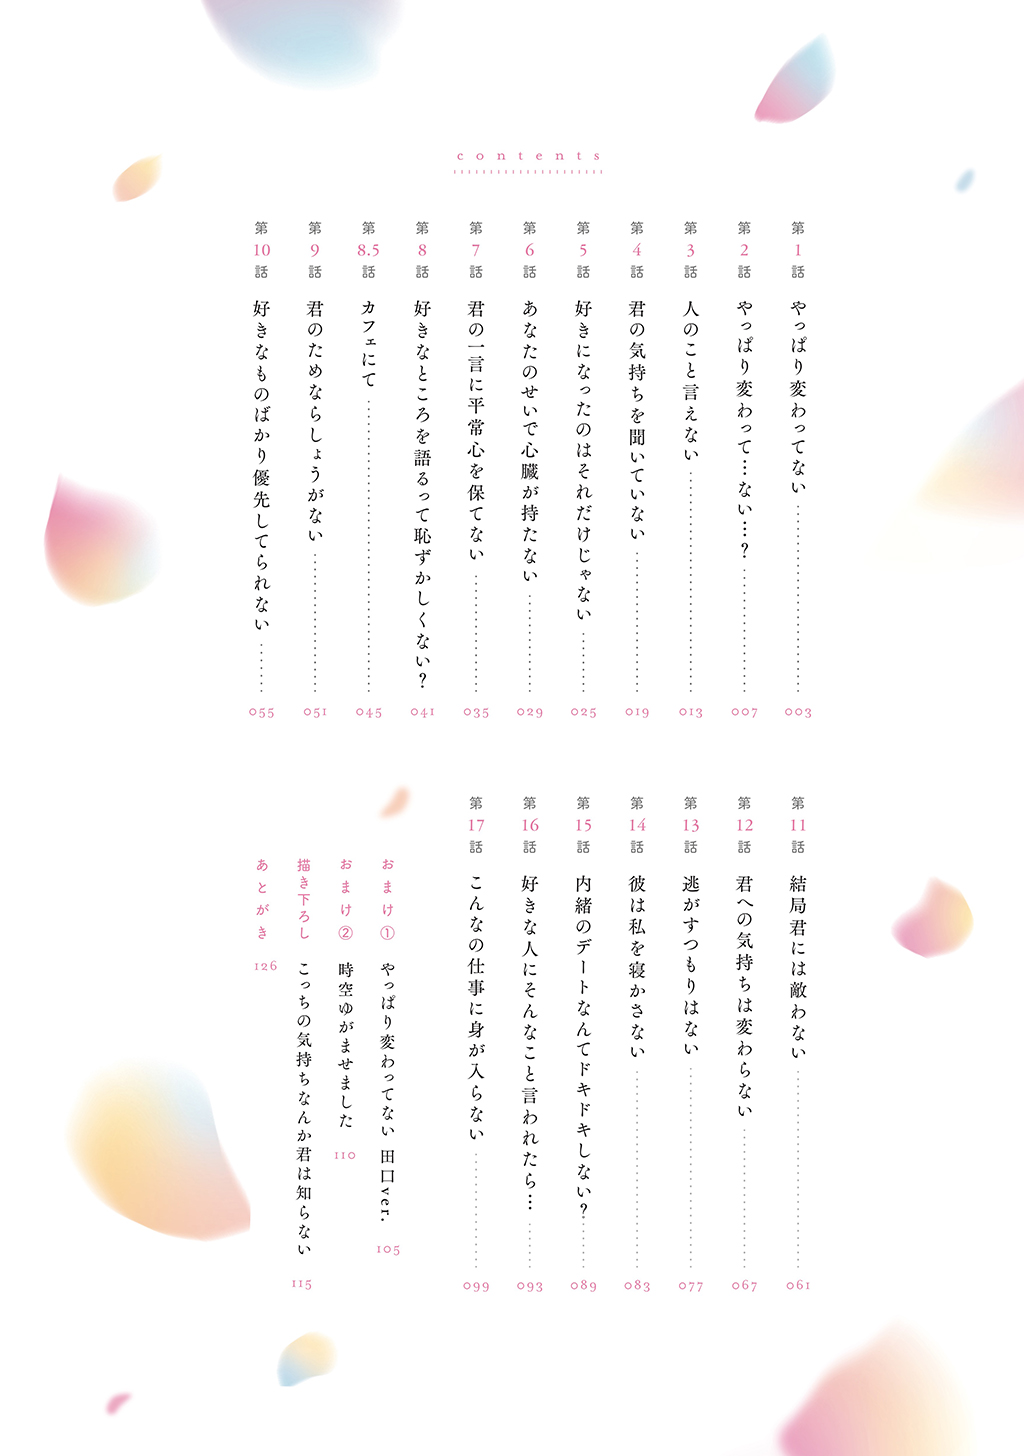 contents
第1話 やっぱり変わってない 003
第2話 やっぱり変わって…ない…? 007
第3話 人のこと言えない 013
第4話 君の気持ちを聞いていない 019
第5話 好きになったのはそれだけじゃない 025
第6話 あなたのせいで心臓が持たない 029
第7話 君の一言に平常心を保てない 035
第8話 好きなところを語るって恥ずかしくない? 041
第8.5話 カフェにて 045
第9話 君のためならしょうがない 051
第10話 好きなものばかり優先してられない 055
第11話 結局君には敵わない 061
第12話 君への気持ちは変わらない 067
第13話 逃がすつもりはない 077
第14話 彼は私を寝かさない 083
第15話 内緒のデートなんてドキドキしない? 089
第16話 好きな人にそんなこと言われたら… 093
第17話 こんなの仕事に身が入らない 099
おまけ① やっぱり変わってない 田口ver. 105
おまけ② 時空ゆがませました 110
描き下ろし こっちの気持ちなんか君は知らない 115
あとがき 126